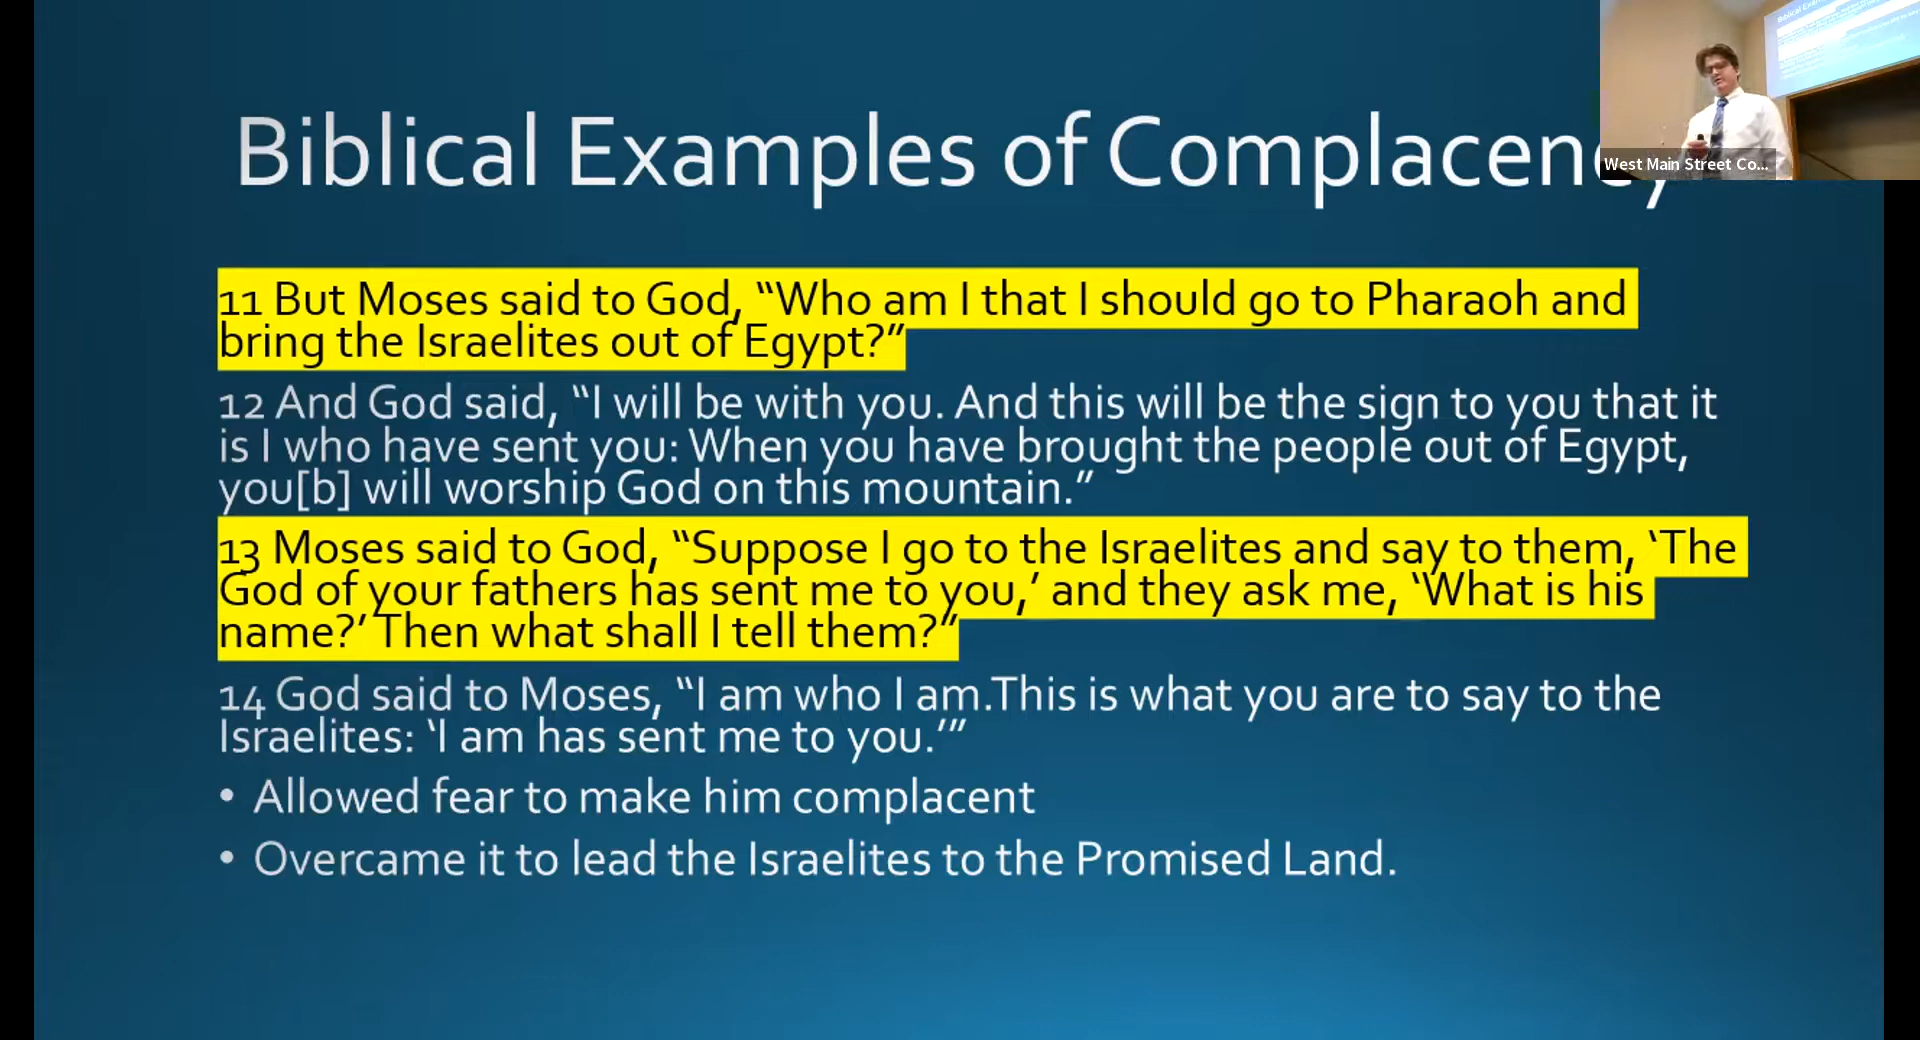 Biblical Examples of Complacency
West Main Street Co...
11 But Moses said to God, “Who am I that I should go to Pharaoh and
bring the Israelites out of Egypt?”
12 And God said, “I will be with you. And this will be the sign to you that it
is I who have sent you: When you have brought the people out of Egypt,
you[b] will worship God on this mountain.”
13 Moses said to God, “Suppose I go to the Israelites and say to them, ‘The
God of your fathers has sent me to you,’ and they ask me, ‘What is his
name?’ Then what shall I tell them?”
14 God said to Moses, “I am who I am.This is what you are to say to the
Israelites: ‘I am has sent me to you.’”
• Allowed fear to make him complacent
• Overcame it to lead the Israelites to the Promised Land.